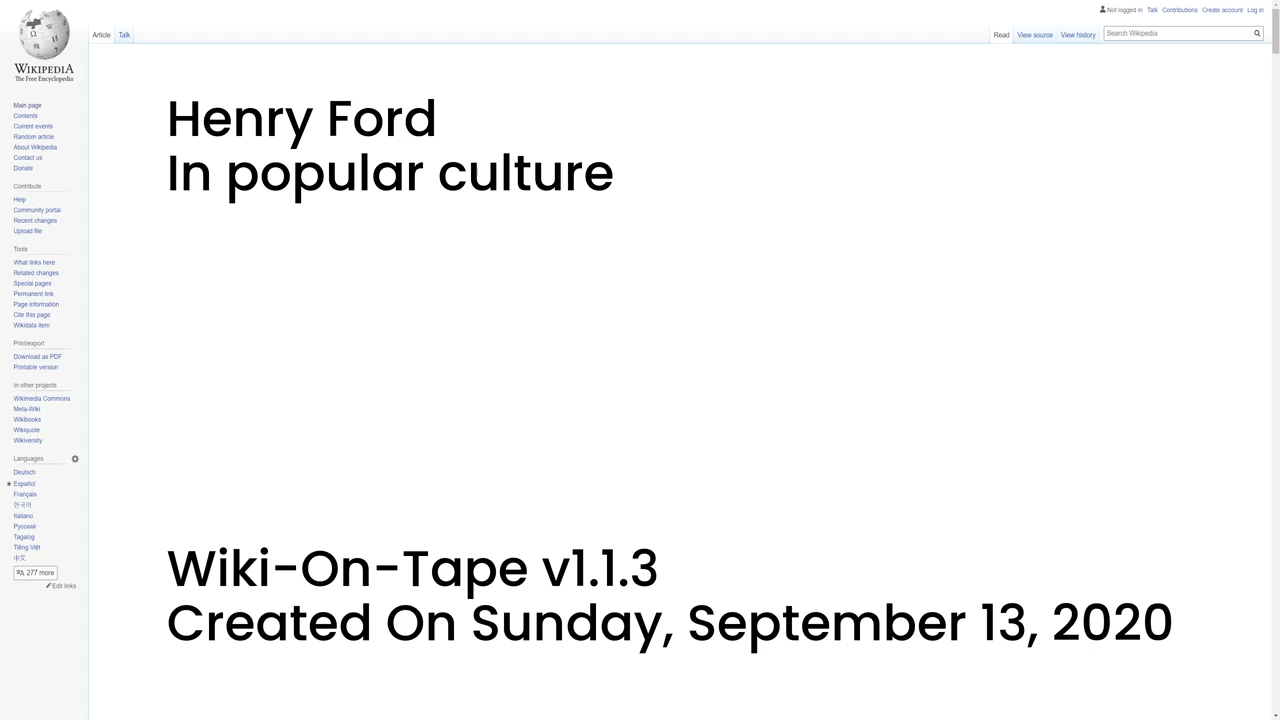 Not logged in Talk Contributions Create account Log in
Article Talk Read View source View history Search Wikipedia
WIKIPEDIA
The Free Encyclopedia
Main page
Contents
Current events
Random article
About Wikipedia
Contact us
Donate
Contribute
Help
Community portal
Recent changes
Upload file
Tools
What links here
Related changes
Special pages
Permanent link
Page information
Cite this page
Wikidata item
Print/export
Download as PDF
Printable version
In other projects
Wikimedia Commons
Meta-Wiki
Wikibooks
Wikiquote
Wikiversity
Languages
Deutsch
Español
Français
한국어
Italiano
Русский
Tagalog
Tiếng Việt
中文
277 more
Edit links
Henry Ford
In popular culture
Wiki-On-Tape v1.1.3
Created On Sunday, September 13, 2020